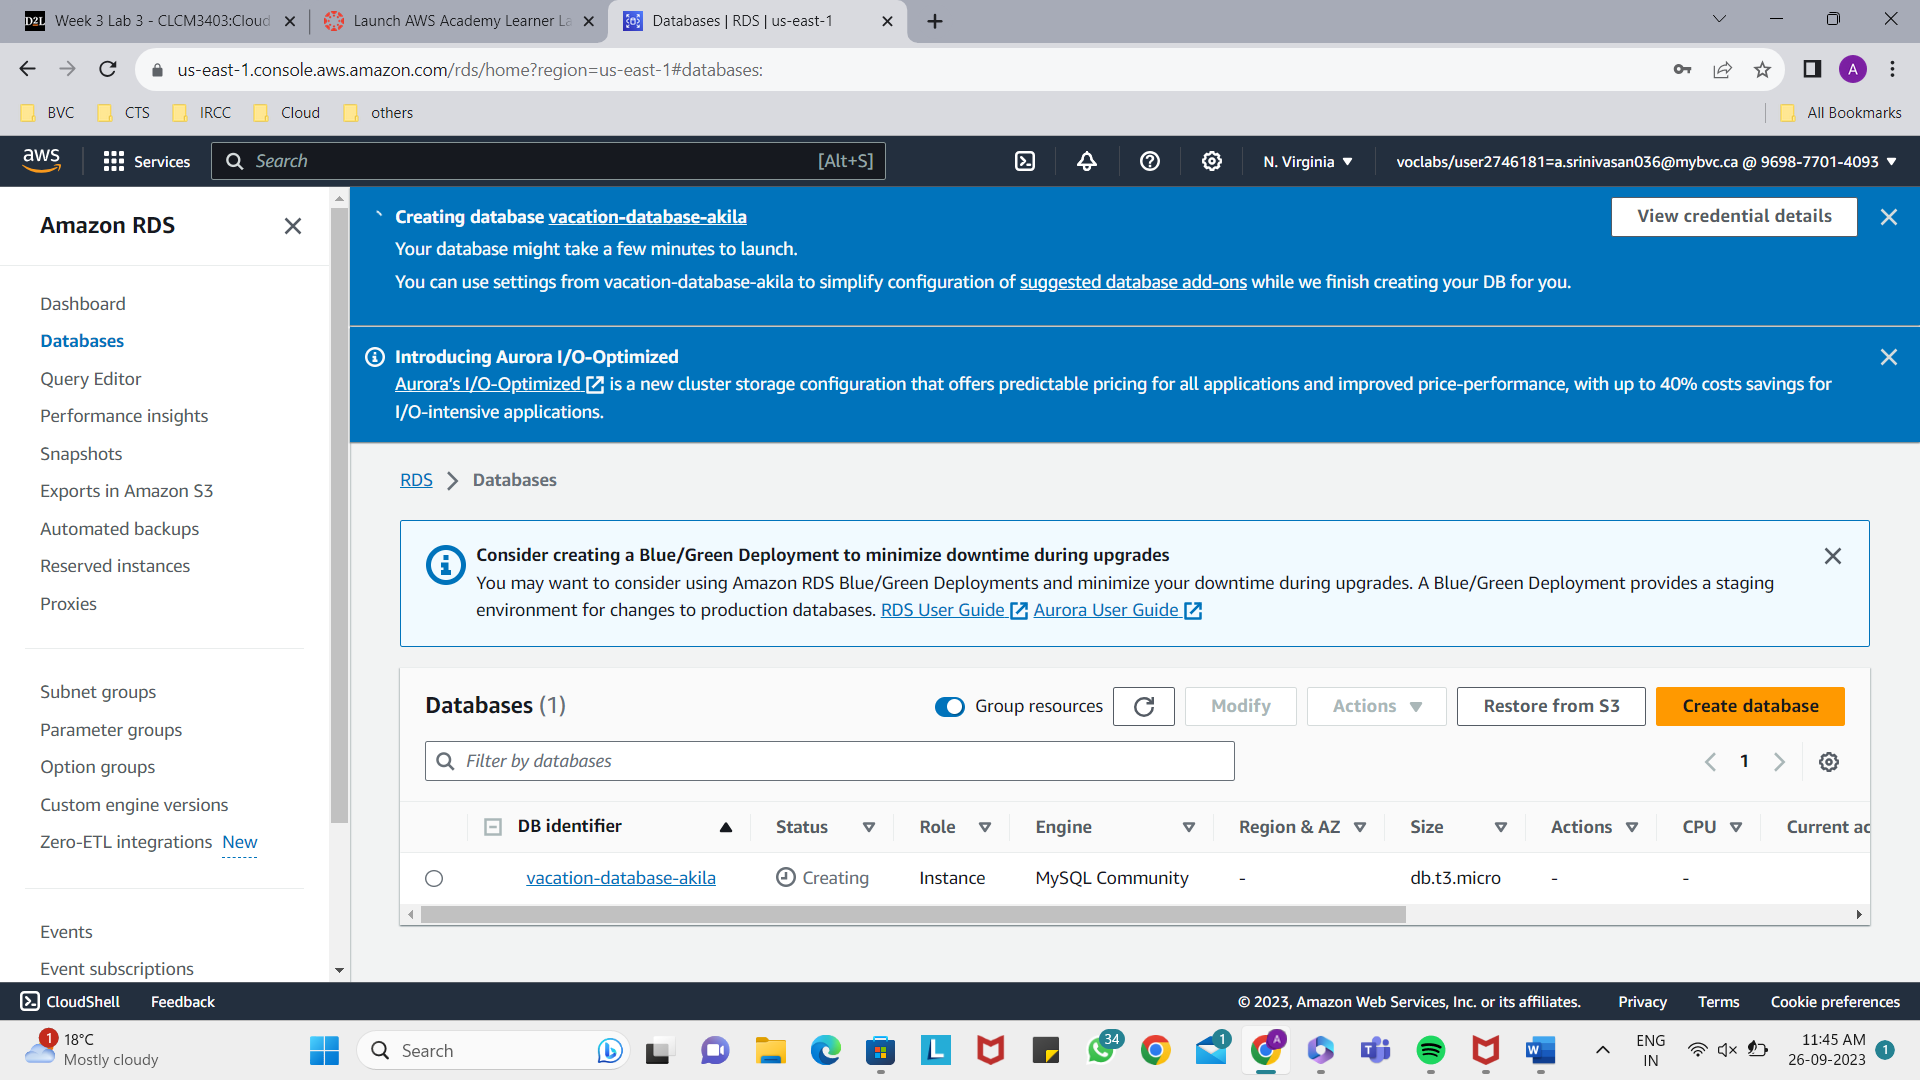 Week 3 Lab 3 - CLCM3403:Cloud
Launch AWS Academy Learner La
Databases | RDS | us-east-1
us-east-1.console.aws.amazon.com/rds/home?region=us-east-1#databases:
A
BVC
CTS
IRCC
Cloud
others
All Bookmarks
aws
Services
Search
[Alt+S]
N. Virginia
voclabs/user2746181=a.srinivasan036@mybvc.ca @ 9698-7701-4093
Amazon RDS
Dashboard
Databases
Query Editor
Performance insights
Snapshots
Exports in Amazon S3
Automated backups
Reserved instances
Proxies
Subnet groups
Parameter groups
Option groups
Custom engine versions
Zero-ETL integrations New
Events
Event subscriptions
Creating database vacation-database-akila
View credential details
Your database might take a few minutes to launch.
You can use settings from vacation-database-akila to simplify configuration of suggested database add-ons while we finish creating your DB for you.
Introducing Aurora I/O-Optimized
Aurora's I/O-Optimized is a new cluster storage configuration that offers predictable pricing for all applications and improved price-performance, with up to 40% costs savings for
I/O-intensive applications.
RDS
Databases
Consider creating a Blue/Green Deployment to minimize downtime during upgrades
You may want to consider using Amazon RDS Blue/Green Deployments and minimize your downtime during upgrades. A Blue/Green Deployment provides a staging
environment for changes to production databases. RDS User Guide Aurora User Guide
Databases (1)
Group resources
Modify
Actions
Restore from S3
Create database
Filter by databases
1
DB identifier
Status
Role
Engine
Region & AZ
Size
Actions
CPU
Current ac
vacation-database-akila
Creating
Instance
MySQL Community
-
db.t3.micro
-
-
CloudShell
Feedback
© 2023, Amazon Web Services, Inc. or its affiliates.
Privacy
Terms
Cookie preferences
1
18°C
Mostly cloudy
Search
L
34
1
A
ENG
IN
11:45 AM
26-09-2023
1